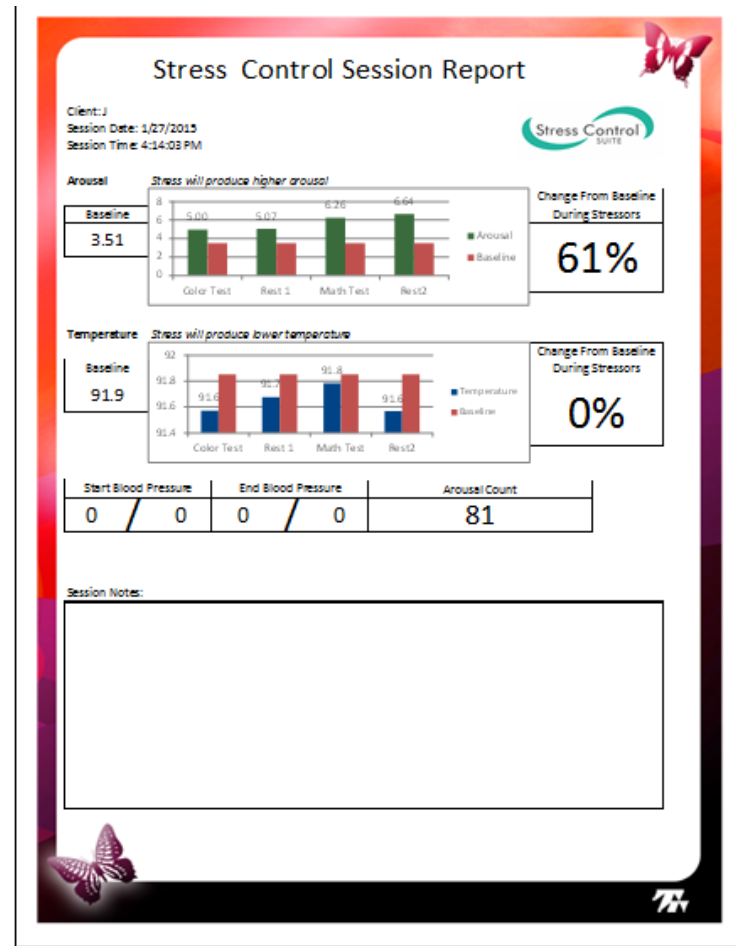 Stress Control Session Report
Client: J
Session Date: 1/27/2015
Session Time: 4:14:03 PM
Stress Control
SUITE
Arousal
Stress will produce higher arousal
Baseline
3.51
8
6
4
2
0
5.00
5.07
6.26
6.64
Color Test
Rest 1
Math Test
Rest2
Arousal
Baseline
Change From Baseline
During Stressors
61%
Temperature
Stress will produce lower temperature
Baseline
91.9
92
91.8
91.6
91.4
91.6
91.7
91.8
91.6
Color Test
Rest 1
Math Test
Rest2
Temperature
Baseline
Change From Baseline
During Stressors
0%
Start Blood Pressure
End Blood Pressure
Arousal Count
0 / 0
0 / 0
81
Session Notes: